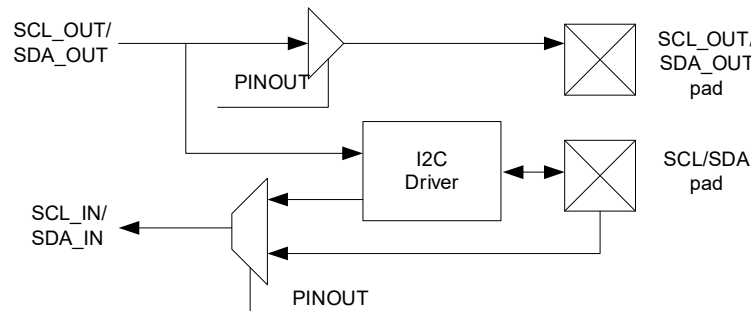 SCL_OUT/
SDA_OUT
PINOUT
SCL_OUT/
SDA_OUT
pad
I2C
Driver
SCL/SDA
pad
SCL_IN/
SDA_IN
PINOUT